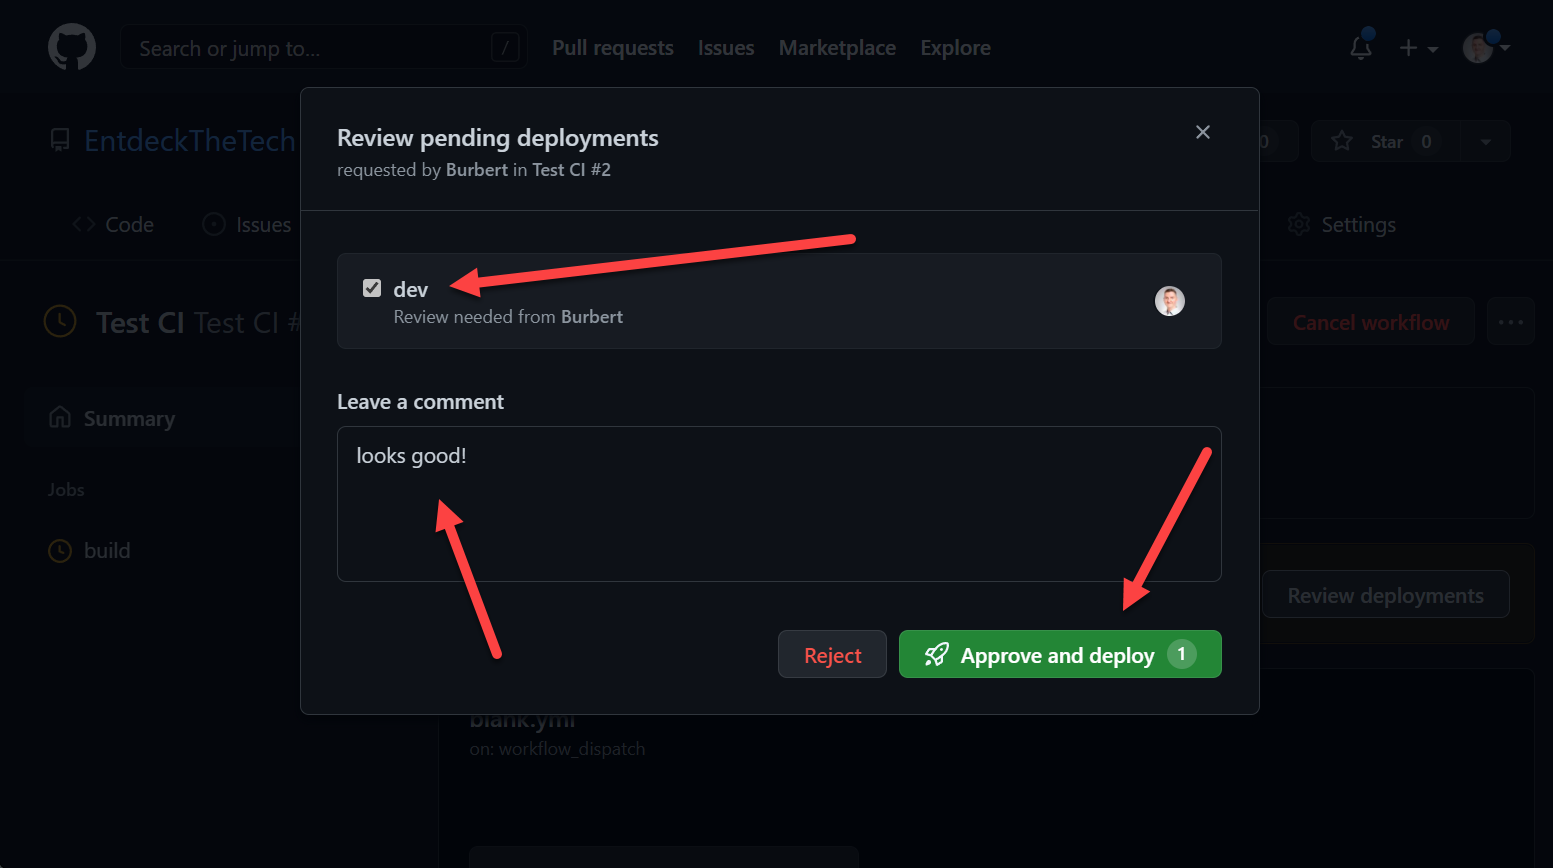 Search or jump to...
/
Pull requests
Issues
Marketplace
Explore
EntdeckTheTech
0
Star 0
Code
Issues
Settings
Test CI Test CI #
Cancel workflow
Summary
Jobs
build
Review pending deployments
requested by Burbert in Test CI #2
dev
Review needed from Burbert
Leave a comment
looks good!
Reject
Approve and deploy 1
Review deployments
blank.yml
on: workflow_dispatch